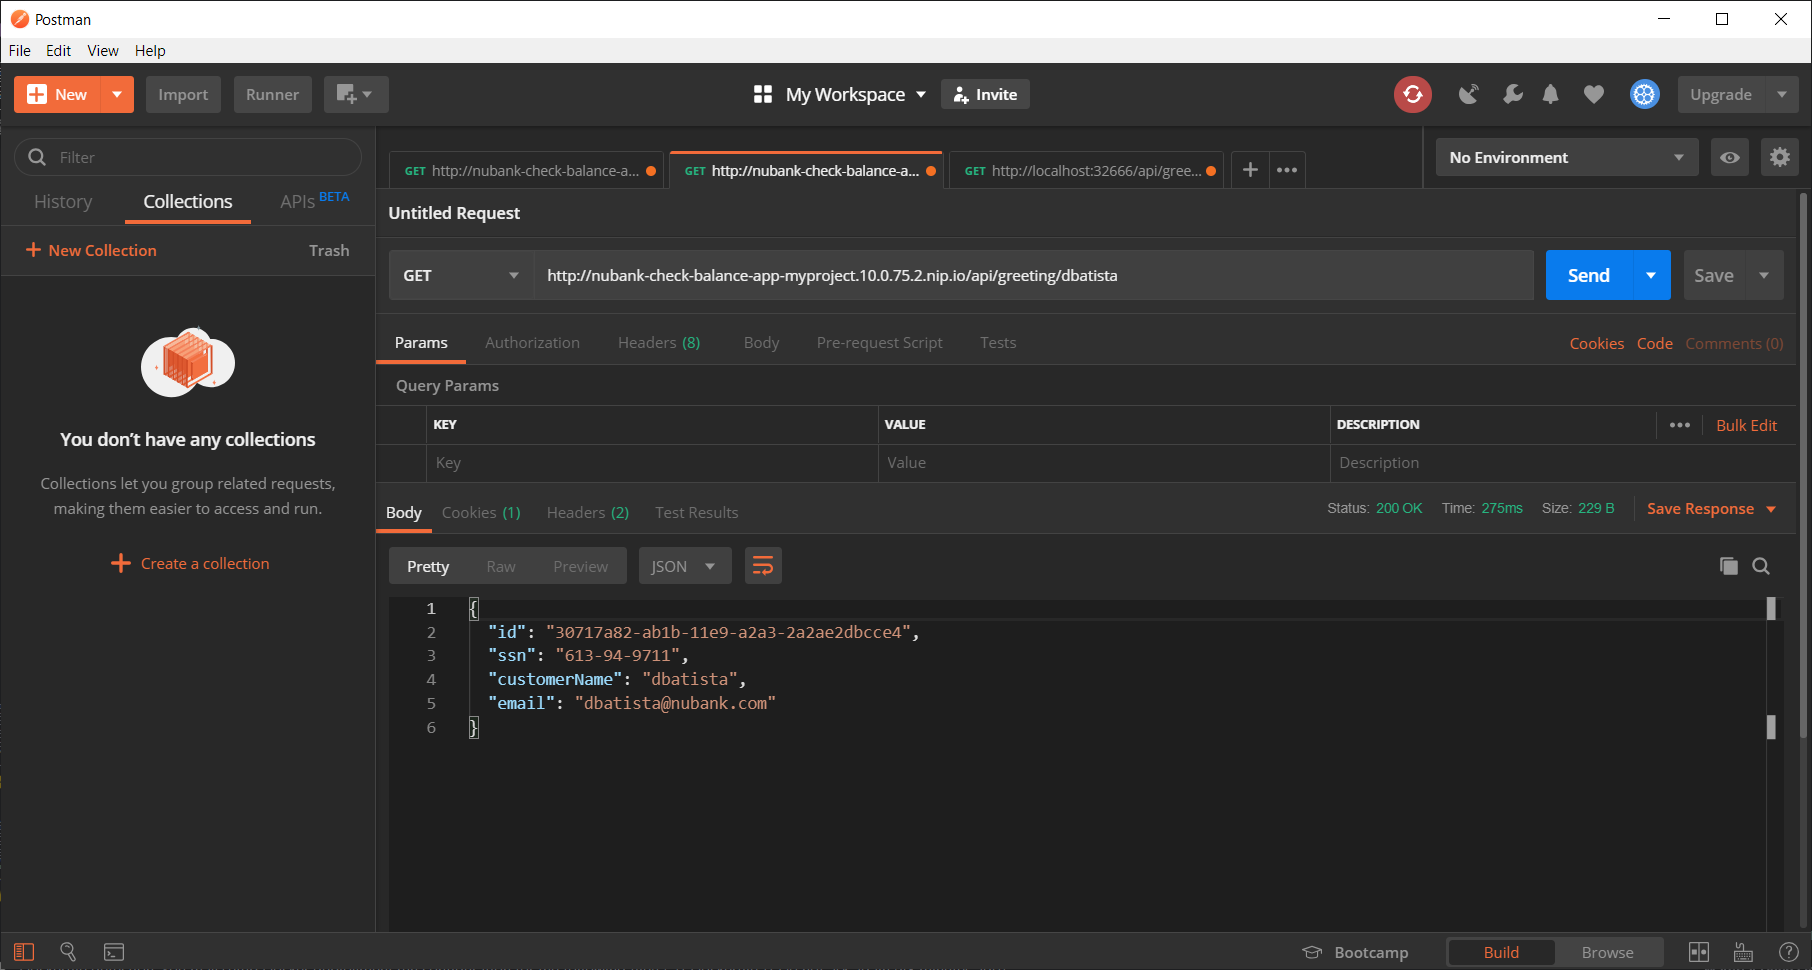 Postman
File Edit View Help
New Import Runner My Workspace Invite Upgrade
Filter
History Collections APIs BETA
New Collection Trash
You don't have any collections
Collections let you group related requests,
making them easier to access and run.
Create a collection
GET http://nubank-check-balance-a... GET http://nubank-check-balance-a... GET http://localhost:32666/api/gree... No Environment
Untitled Request
GET http://nubank-check-balance-app-myproject.10.0.75.2.nip.io/api/greeting/dbatista Send Save
Params Authorization Headers (8) Body Pre-request Script Tests Cookies Code Comments (0)
Query Params
KEY VALUE DESCRIPTION Bulk Edit
Key Value Description
Body Cookies (1) Headers (2) Test Results Status: 200 OK Time: 275ms Size: 229 B Save Response
Pretty Raw Preview JSON
1 {
2 "id": "30717a82-ab1b-11e9-a2a3-2a2ae2dbcce4",
3 "ssn": "613-94-9711",
4 "customerName": "dbatista",
5 "email": "dbatista@nubank.com"
6 }
Bootcamp Build Browse